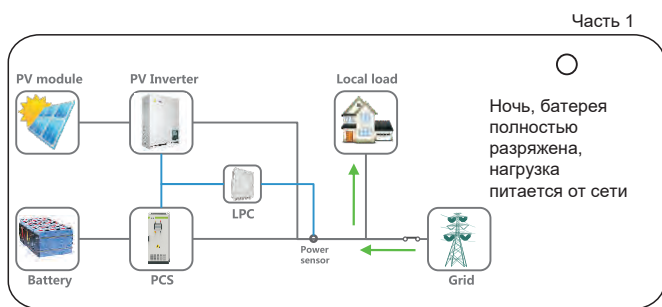 Часть 1
PV module
PV Inverter
Local load
Ночь, батерея
полностью
разряжена,
нагрузка
питается от сети
LPC
Power
sensor
Battery
PCS
Grid